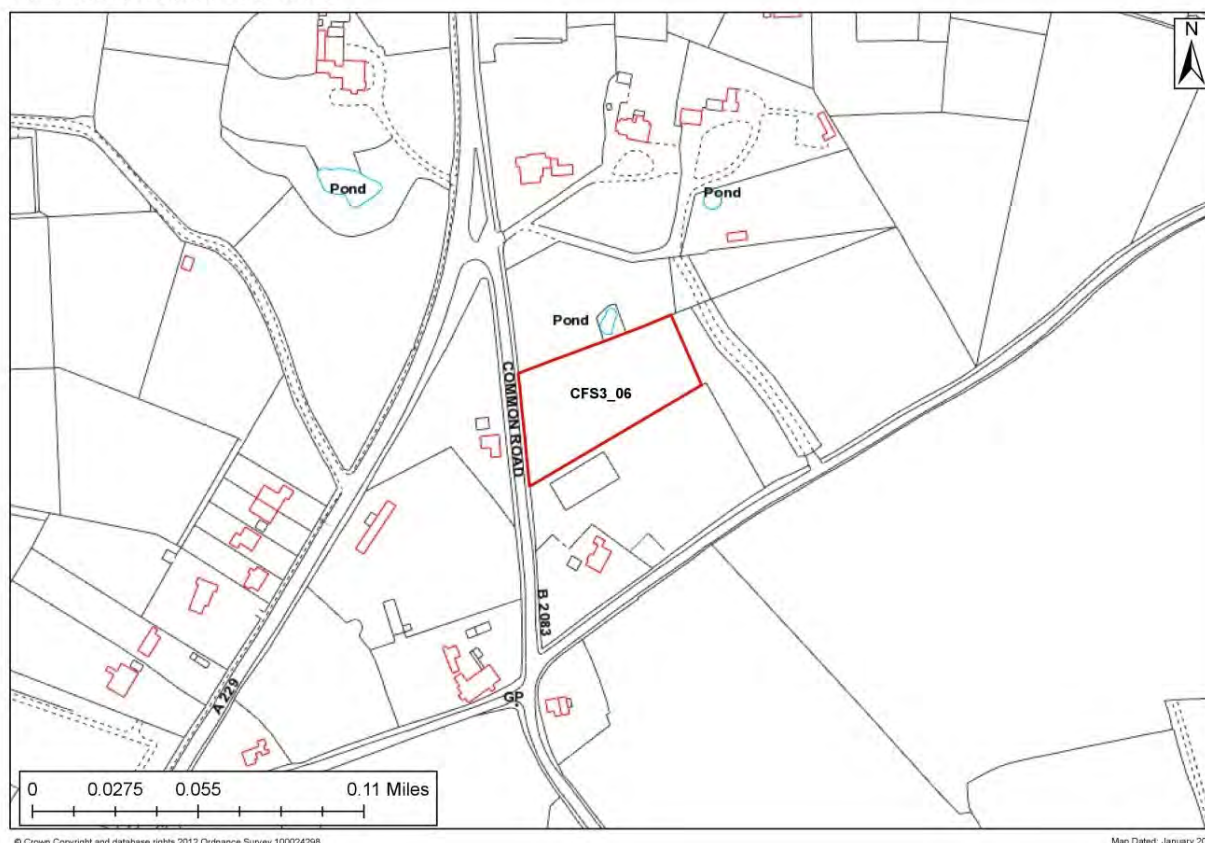 N
Pond
Pond
Pond
COMMON ROAD
CFS3_06
B 2083
A 229
GP
0 0.0275 0.055 0.11 Miles
© Crown Copyright and database rights 2012 Ordnance Survey 100024298
Map Dated: January 20